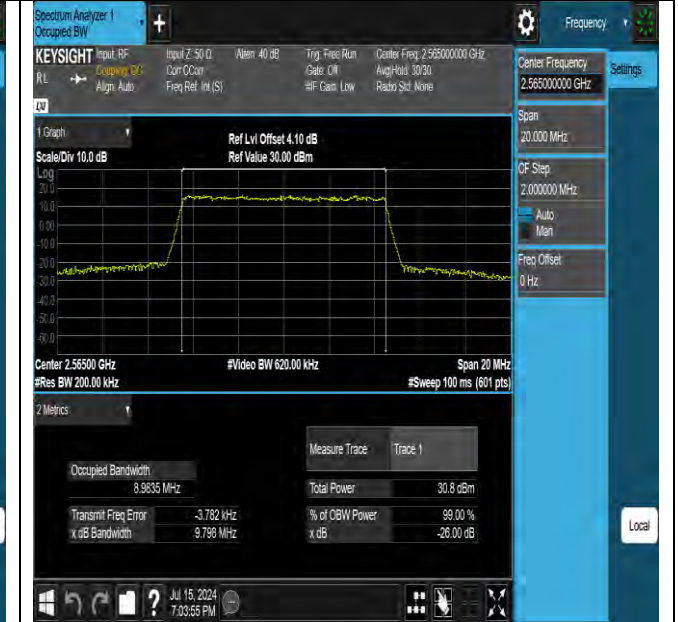 Spectrum Analyzer 1
Occupied BW
+
Frequency
KEYSIGHT Input: RF Input Z: 50 Ω Atten: 40 dB Trig: Free Run Center Freq: 2.565000000 GHz
R L Coupling: DC Corr CCorr Gate: Off Avg|Hold: 30/30
Align: Auto Freq Ref: Int (S) #IF Gain: Low Radio Std: None
LXI
Center Frequency
2.565000000 GHz
Settings
Span
20.000 MHz
CF Step
2.000000 MHz
Auto
Man
Freq Offset
0 Hz
1 Graph
Ref Lvl Offset 4.10 dB
Scale/Div 10.0 dB Ref Value 30.00 dBm
Log
20.0
10.0
0.00
-10.0
-20.0
-30.0
-40.0
-50.0
-60.0
Center 2.56500 GHz #Video BW 620.00 kHz Span 20 MHz
#Res BW 200.00 kHz #Sweep 100 ms (601 pts)
2 Metrics
Measure Trace Trace 1
Occupied Bandwidth
8.9635 MHz Total Power 30.8 dBm
Transmit Freq Error -3.782 kHz % of OBW Power 99.00 %
x dB Bandwidth 9.798 MHz x dB -26.00 dB
Local
? Jul 15, 2024
7:03:55 PM